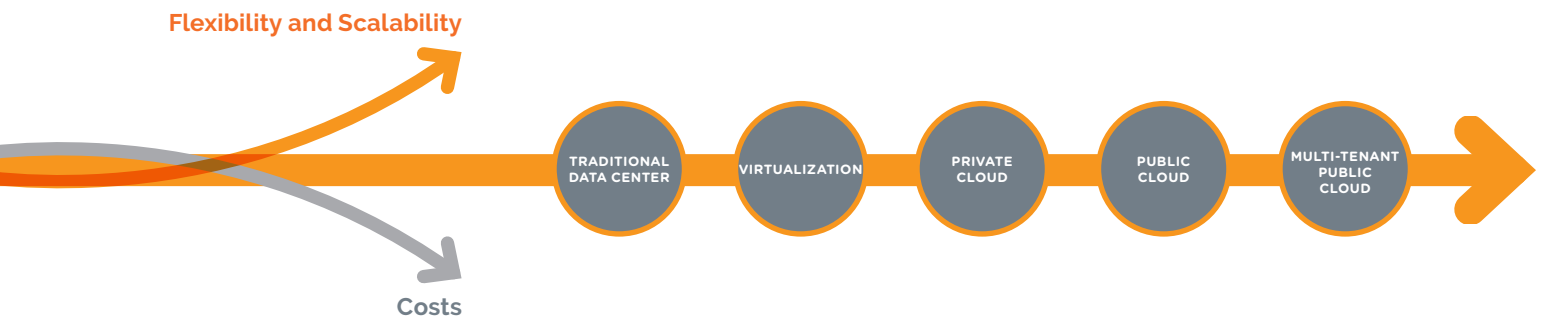 Flexibility and Scalability
TRADITIONAL
DATA CENTER
VIRTUALIZATION
PRIVATE
CLOUD
PUBLIC
CLOUD
MULTI-TENANT
PUBLIC
CLOUD
Costs